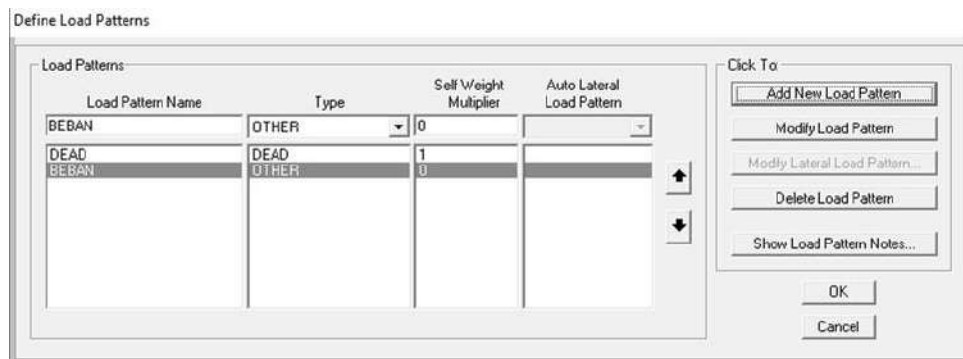 Define Load Patterns
Load Patterns
Load Pattern Name Type Self Weight Multiplier Auto Lateral Load Pattern
BEBAN OTHER 0
DEAD DEAD 1
BEBAN OTHER 0
Click To:
Add New Load Pattern
Modify Load Pattern
Modify Lateral Load Pattern...
Delete Load Pattern
Show Load Pattern Notes...
OK
Cancel